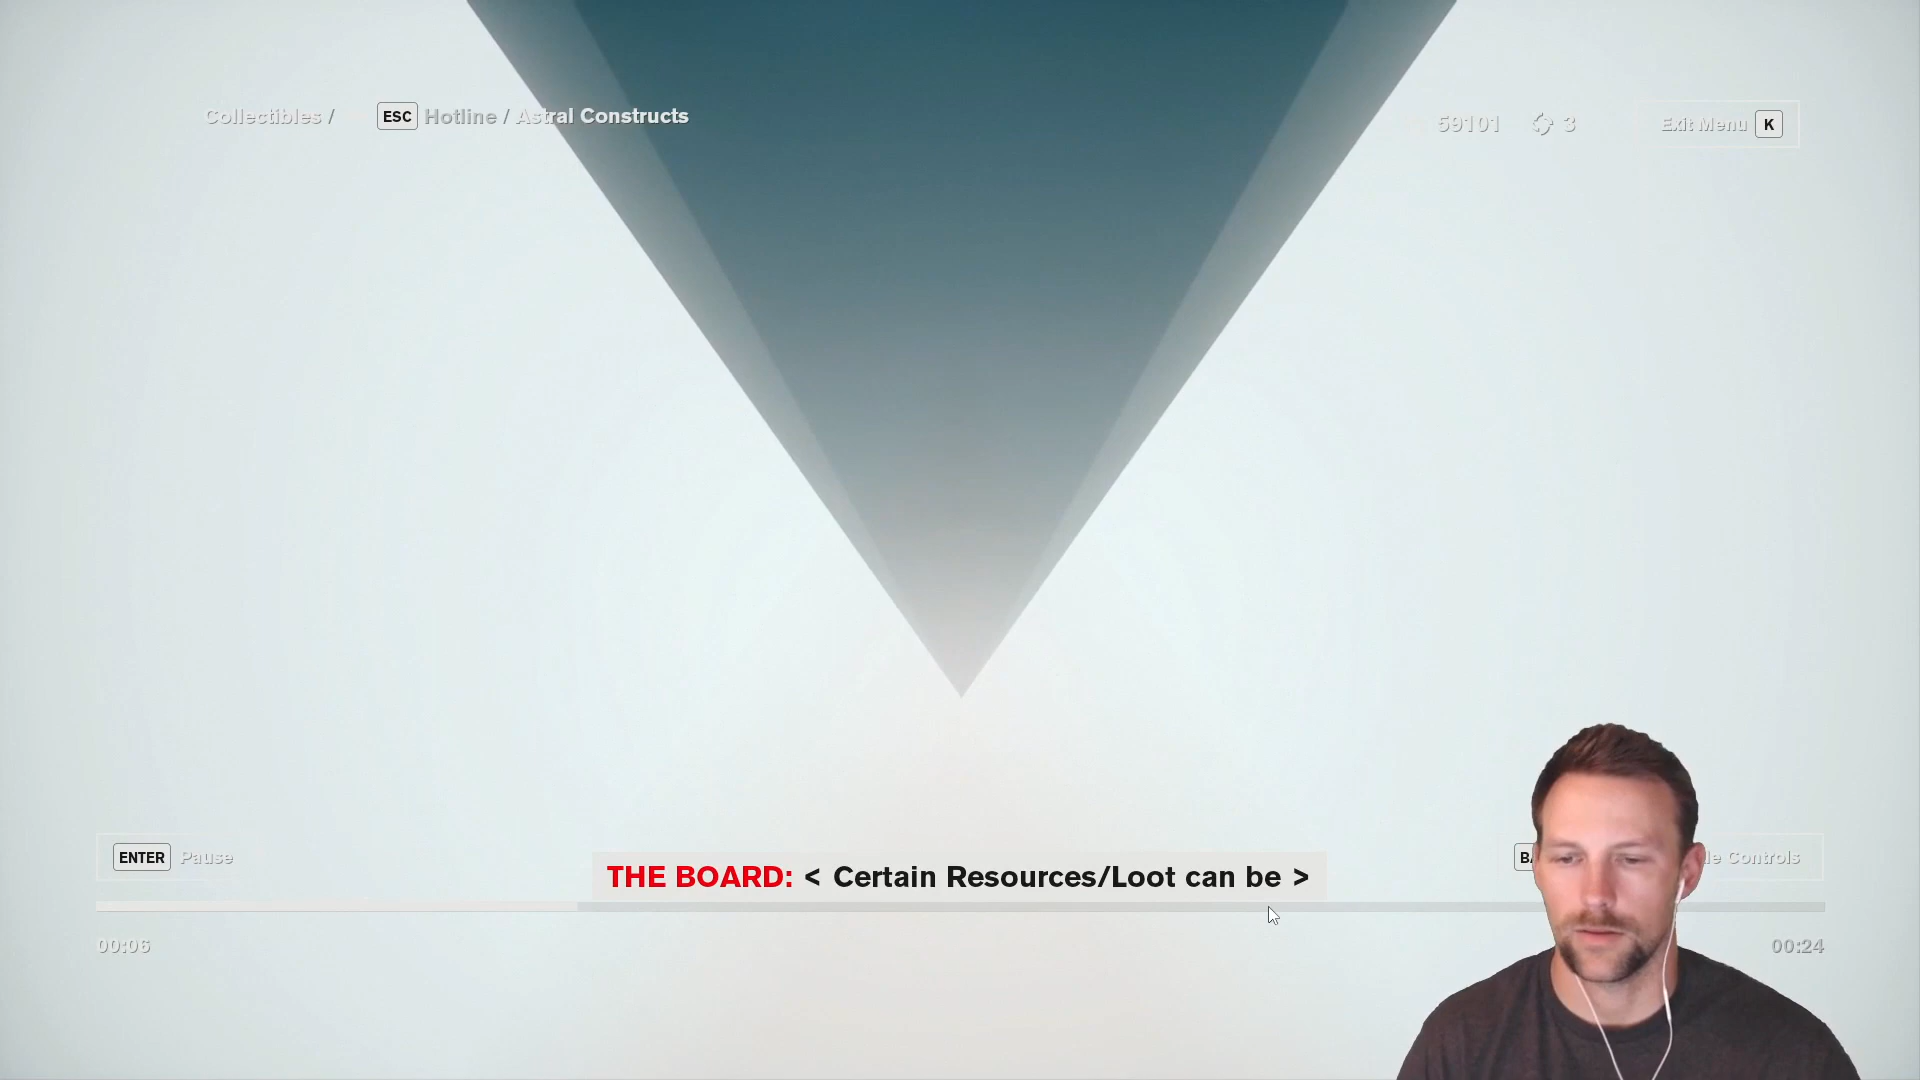 Collectibles / ESC Hotline / Astral Constructs
59101 3
Exit Menu K
ENTER Pause
THE BOARD: < Certain Resources/Loot can be >
Controls
00:06
00:24